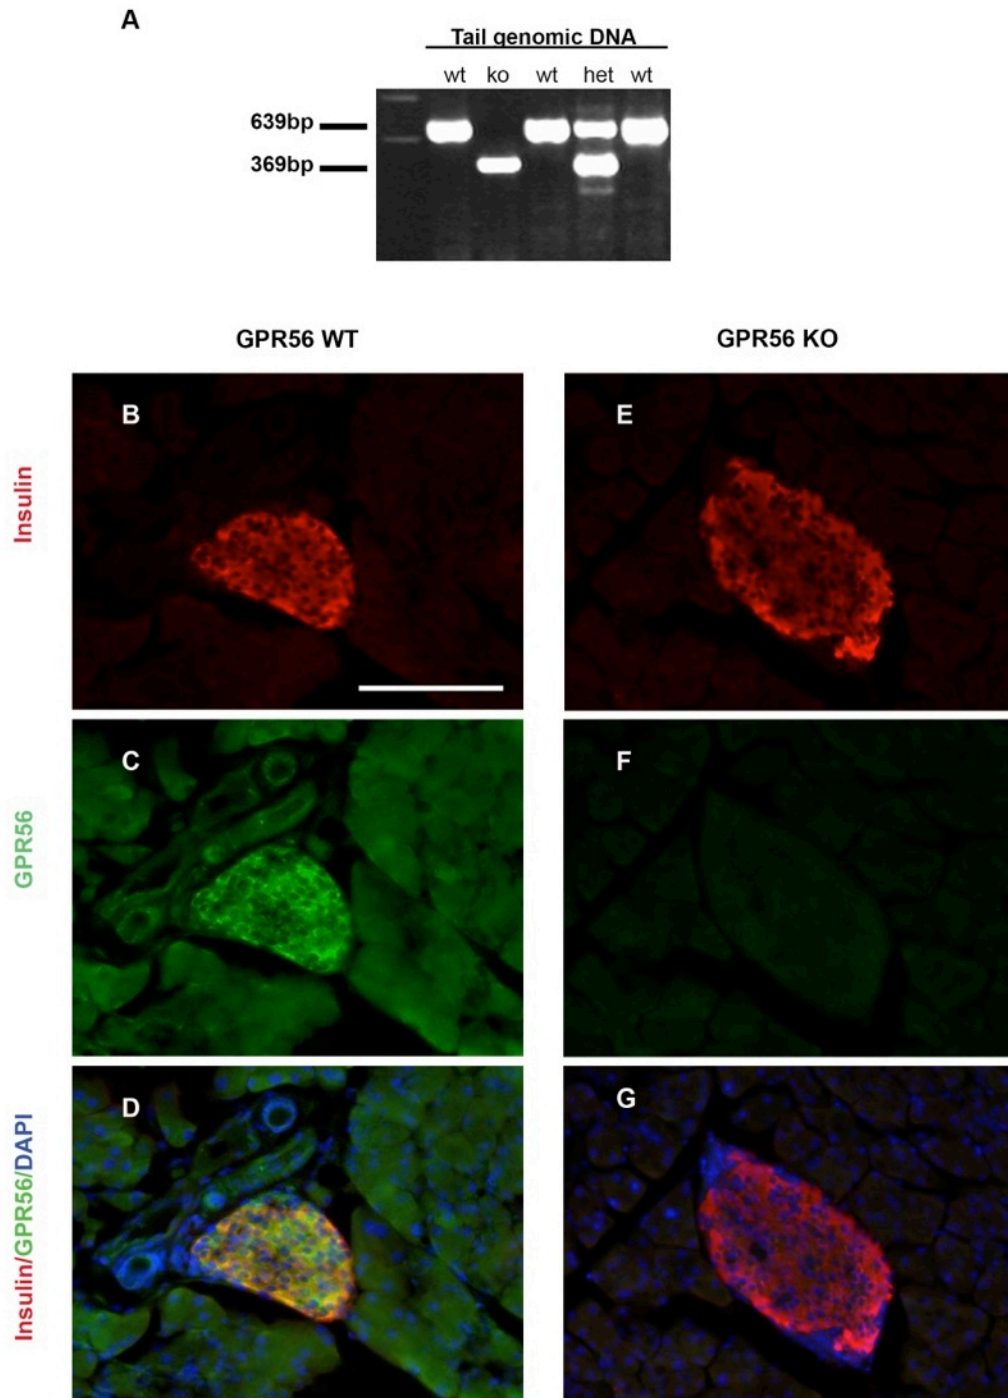 A
Tail genomic DNA
wt ko wt het wt
639bp
369bp
GPR56 WT
GPR56 KO
Insulin
B
E
GPR56
C
F
Insulin/GPR56/DAPI
D
G